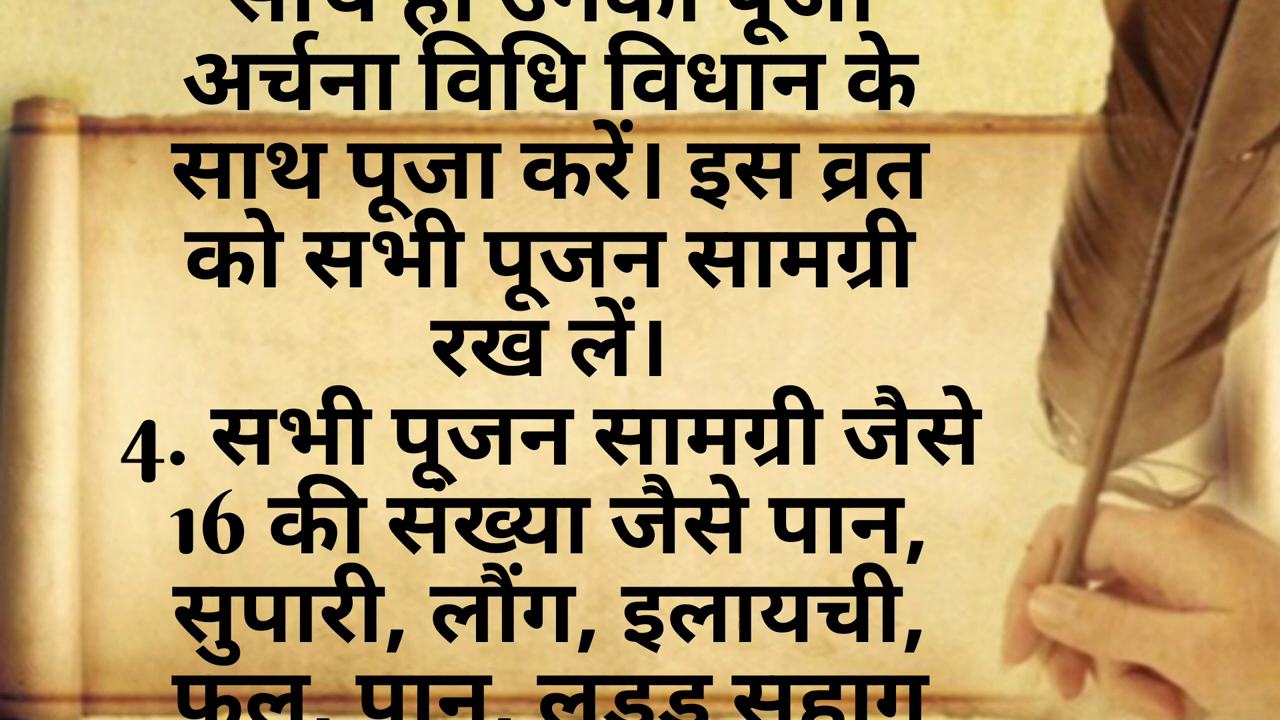 साथ ही उनकी पूजा
अर्चना विधि विधान के
साथ पूजा करें। इस व्रत
को सभी पूजन सामग्री
रख लें।
4. सभी पूजन सामग्री जैसे
16 की संख्या जैसे पान,
सुपारी, लौंग, इलायची,
फल, पान, लड्डू सुहाग